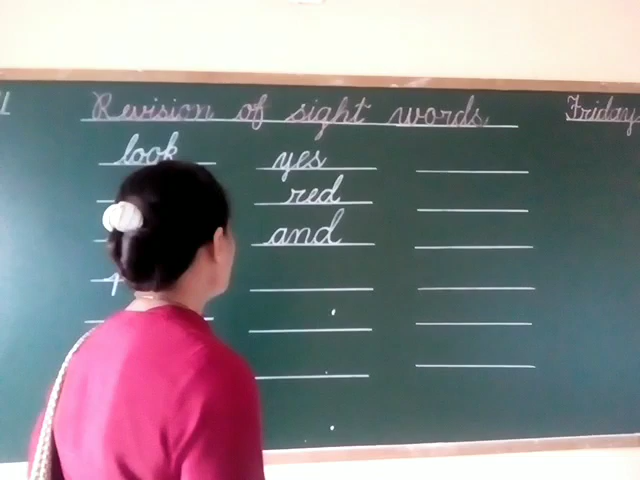 Revision of sight words
Friday
look
yes
red
and